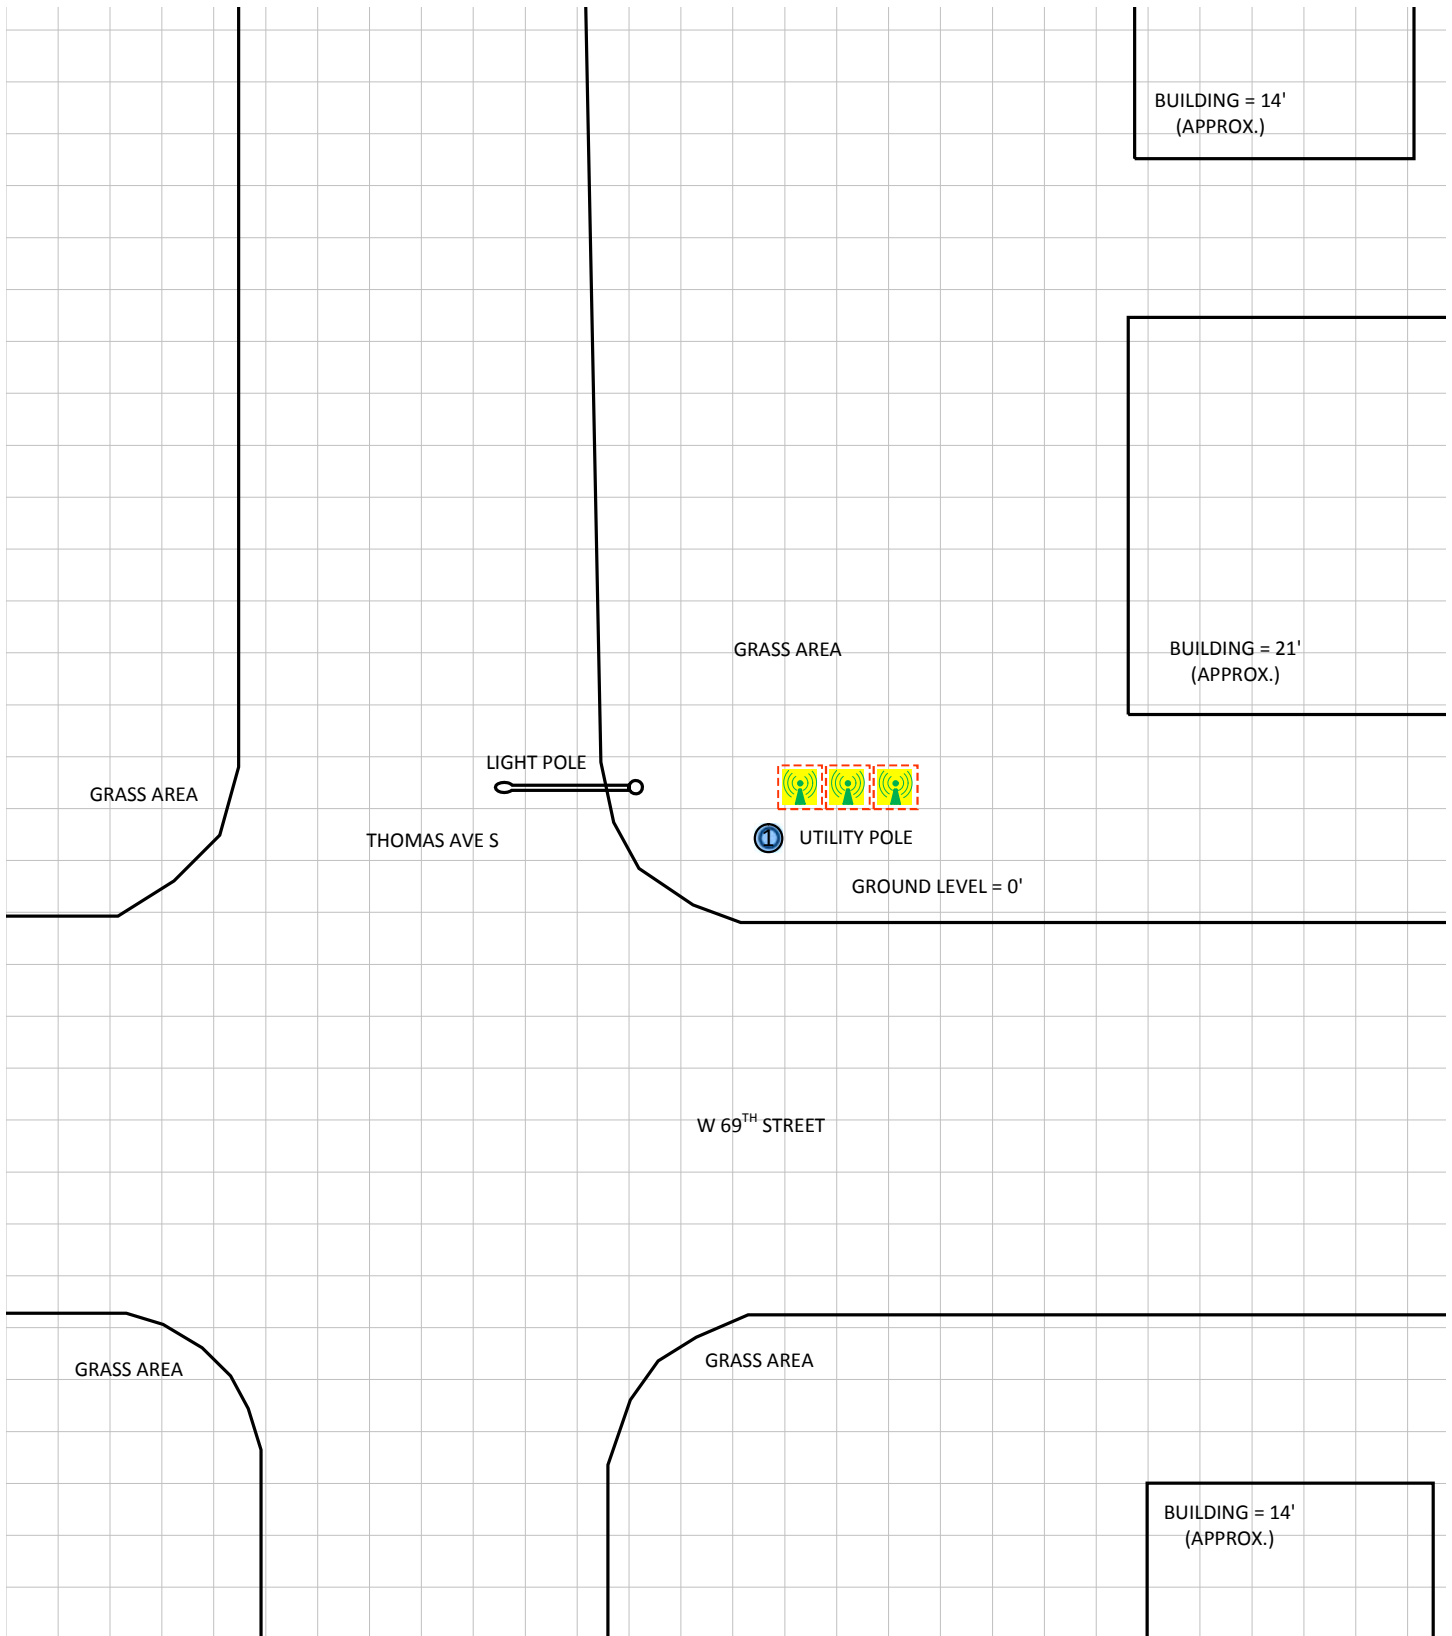 BUILDING = 14'
(APPROX.)
GRASS AREA
BUILDING = 21'
(APPROX.)
LIGHT POLE
GRASS AREA
THOMAS AVE S
1
UTILITY POLE
GROUND LEVEL = 0'
W 69TH STREET
GRASS AREA
GRASS AREA
BUILDING = 14'
(APPROX.)